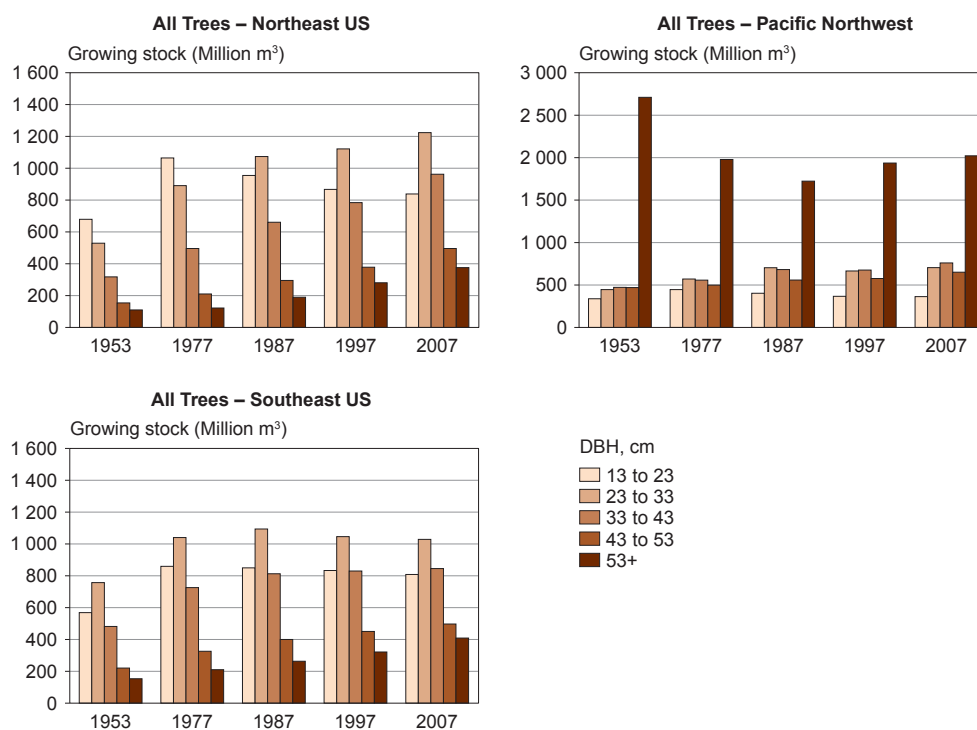 All Trees – Northeast US
Growing stock (Million m³)
1 600
1 400
1 200
1 000
800
600
400
200
0
1953 1977 1987 1997 2007
All Trees – Pacific Northwest
Growing stock (Million m³)
3 000
2 500
2 000
1 500
1 000
500
0
1953 1977 1987 1997 2007
All Trees – Southeast US
Growing stock (Million m³)
1 600
1 400
1 200
1 000
800
600
400
200
0
1953 1977 1987 1997 2007
DBH, cm
13 to 23
23 to 33
33 to 43
43 to 53
53+